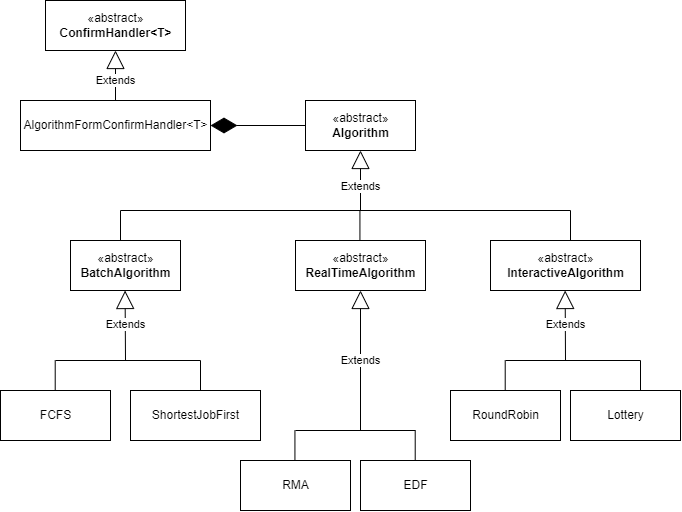 «abstract»
ConfirmHandler<T>
Extends
AlgorithmFormConfirmHandler<T>
«abstract»
Algorithm
Extends
«abstract»
BatchAlgorithm
«abstract»
RealTimeAlgorithm
«abstract»
InteractiveAlgorithm
Extends
Extends
Extends
FCFS
ShortestJobFirst
RoundRobin
Lottery
RMA
EDF